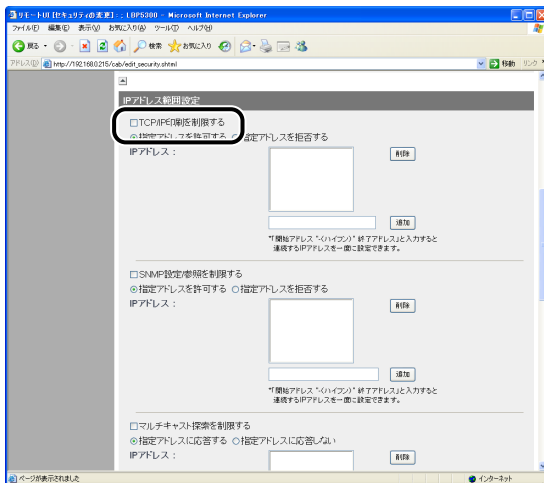 リモートUI [セキュリティの変更] : ; LBP5300 - Microsoft Internet Explorer
ファイル(F) 編集(E) 表示(V) お気に入り(A) ツール(T) ヘルプ(H)
戻る 検索 お気に入り
アドレス(D) http://192.168.0.215/cab/edit_security.shtml 移動 リンク
IPアドレス範囲設定
TCP/IP印刷を制限する
指定アドレスを許可する 指定アドレスを拒否する
IPアドレス : 削除
追加
*「開始アドレス "-(ハイフン)" 終了アドレス」と入力すると
連続するIPアドレスを一度に設定できます。
SNMP設定/参照を制限する
指定アドレスを許可する 指定アドレスを拒否する
IPアドレス : 削除
追加
*「開始アドレス "-(ハイフン)" 終了アドレス」と入力すると
連続するIPアドレスを一度に設定できます。
マルチキャスト探索を制限する
指定アドレスに応答する 指定アドレスに応答しない
IPアドレス : 削除
ページが表示されました インターネット